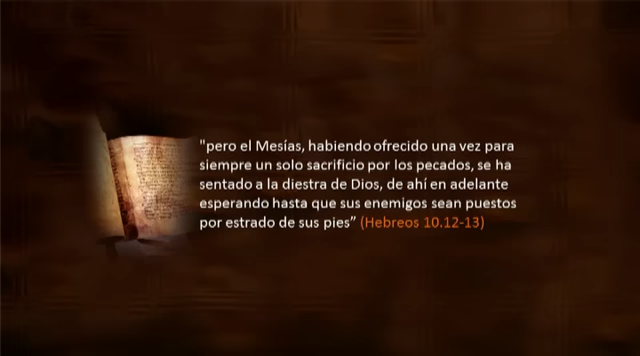 "pero el Mesías, habiendo ofrecido una vez para
siempre un solo sacrificio por los pecados, se ha
sentado a la diestra de Dios, de ahí en adelante
esperando hasta que sus enemigos sean puestos
por estrado de sus pies” (Hebreos 10.12-13)